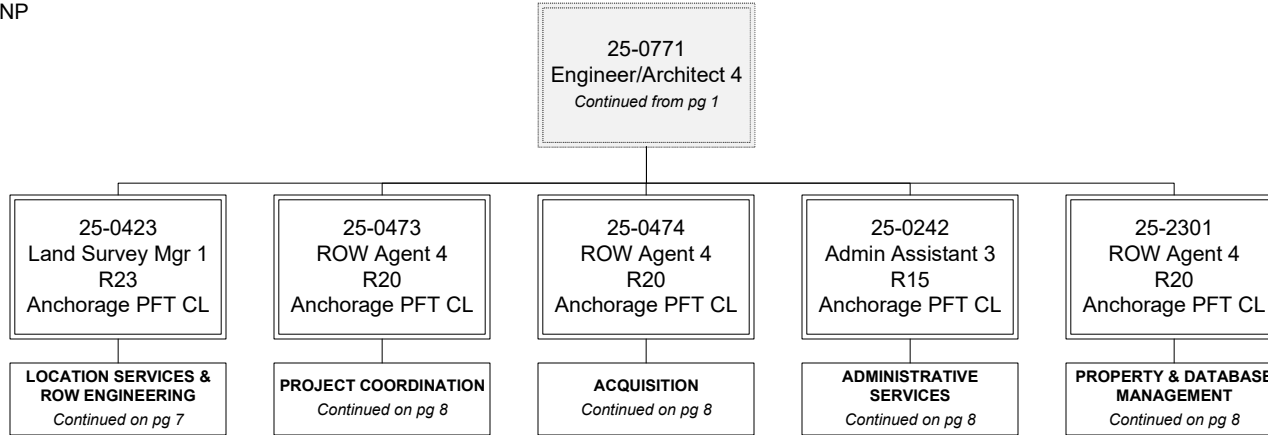 NP
25-0771
Engineer/Architect 4
Continued from pg 1
25-0423
Land Survey Mgr 1
R23
Anchorage PFT CL
25-0473
ROW Agent 4
R20
Anchorage PFT CL
25-0474
ROW Agent 4
R20
Anchorage PFT CL
25-0242
Admin Assistant 3
R15
Anchorage PFT CL
25-2301
ROW Agent 4
R20
Anchorage PFT CL
LOCATION SERVICES &
ROW ENGINEERING
Continued on pg 7
PROJECT COORDINATION
Continued on pg 8
ACQUISITION
Continued on pg 8
ADMINISTRATIVE
SERVICES
Continued on pg 8
PROPERTY & DATABASE
MANAGEMENT
Continued on pg 8